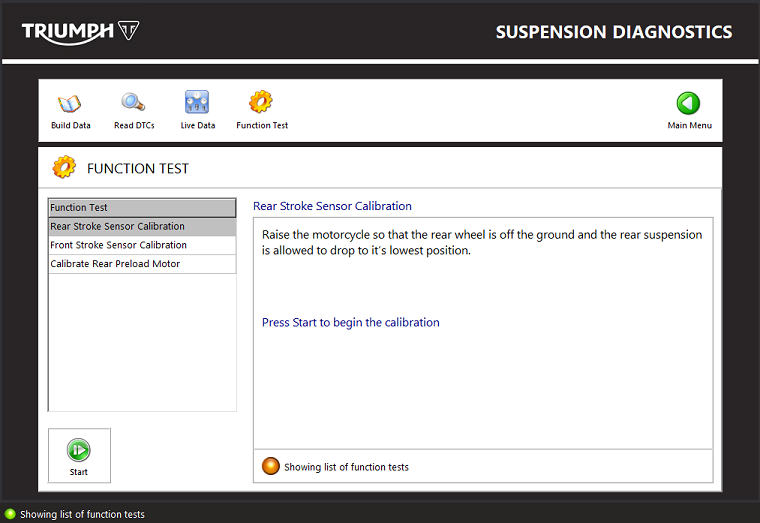 TRIUMPH
SUSPENSION DIAGNOSTICS
Build Data
Read DTCs
Live Data
Function Test
Main Menu
FUNCTION TEST
Function Test
Rear Stroke Sensor Calibration
Front Stroke Sensor Calibration
Calibrate Rear Preload Motor
Rear Stroke Sensor Calibration
Raise the motorcycle so that the rear wheel is off the ground and the rear suspension
is allowed to drop to it's lowest position.
Press Start to begin the calibration
Start
Showing list of function tests
Showing list of function tests